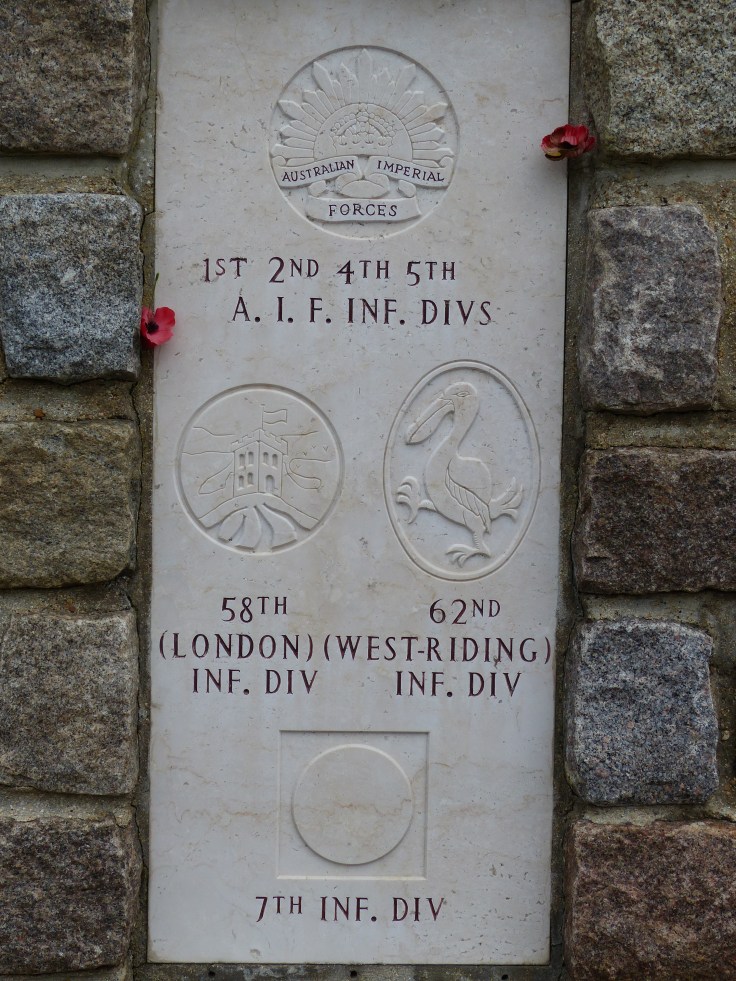 AUSTRALIAN IMPERIAL
FORCES
1ST 2ND 4TH 5TH
A. I. F. INF. DIVS
58TH
(LONDON)
INF. DIV
62ND
(WEST-RIDING)
INF. DIV
7TH INF. DIV